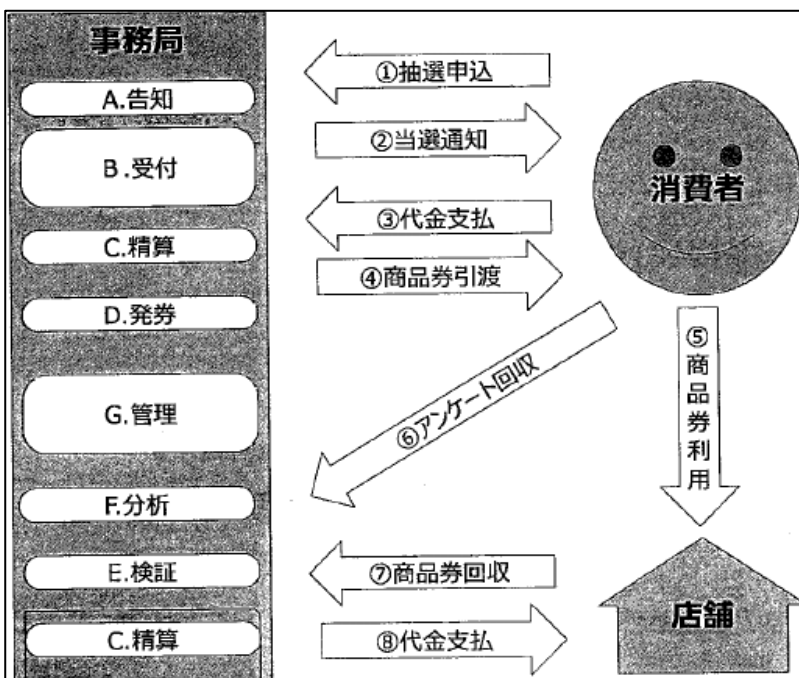 事務局
A.告知
B.受付
C.精算
D.発券
G.管理
F.分析
E.検証
C.精算
①抽選申込
②当選通知
③代金支払
④商品券引渡
⑥アンケート回収
⑦商品券回収
⑧代金支払
消費者
⑤商品券利用
店舗